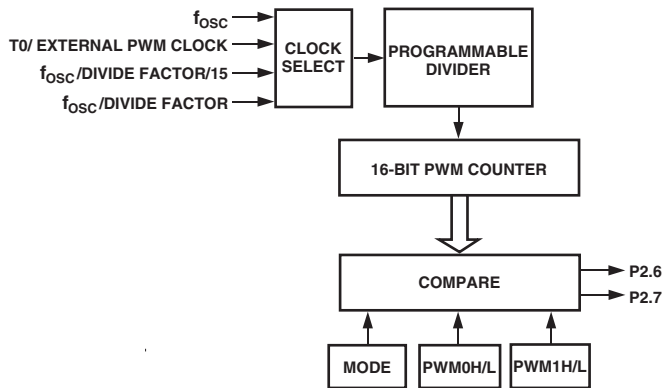 fOSC
T0/ EXTERNAL PWM CLOCK
fOSC/DIVIDE FACTOR/15
fOSC/DIVIDE FACTOR
CLOCK
SELECT
PROGRAMMABLE
DIVIDER
16-BIT PWM COUNTER
COMPARE
P2.6
P2.7
MODE
PWM0H/L
PWM1H/L